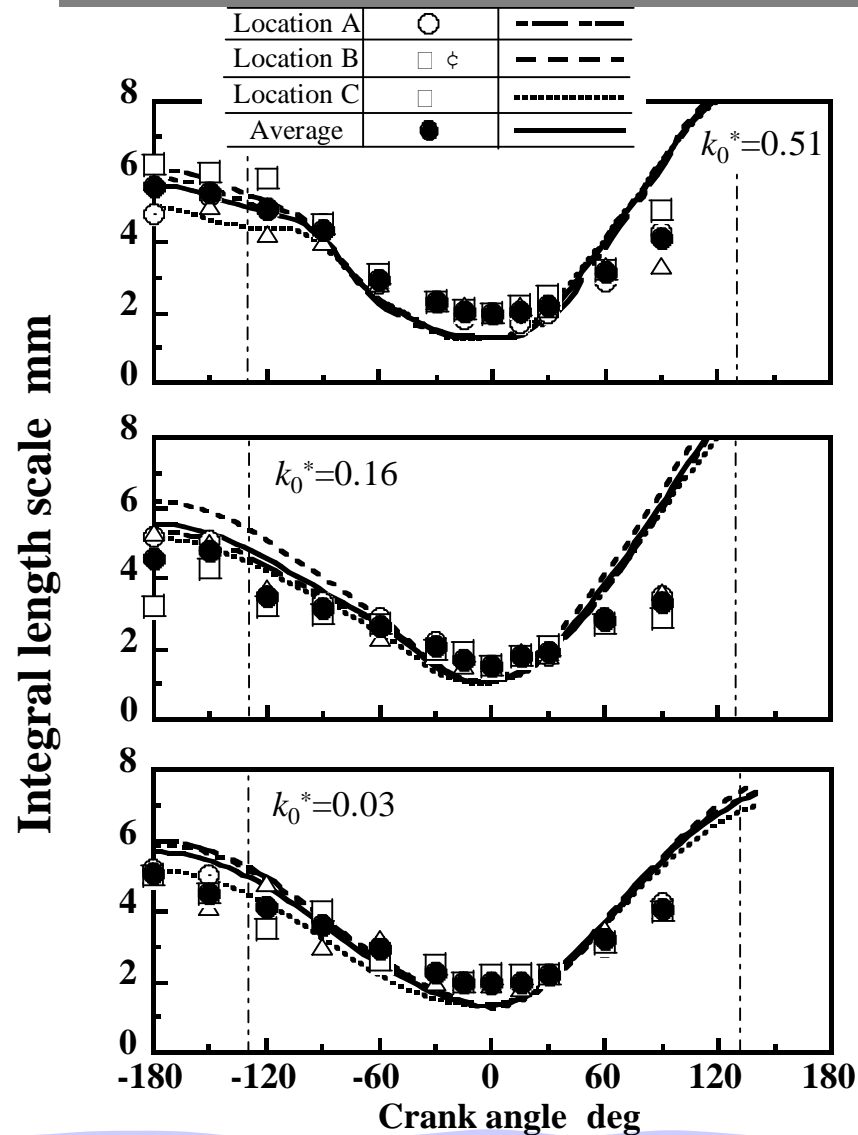 Location A
Location B □ ¢
Location C □
Average
Integral length scale mm
8
6
4
2
0
k0*=0.51
8
6
4
2
0
k0*=0.16
8
6
4
2
0
k0*=0.03
-180 -120 -60 0 60 120 180
Crank angle deg